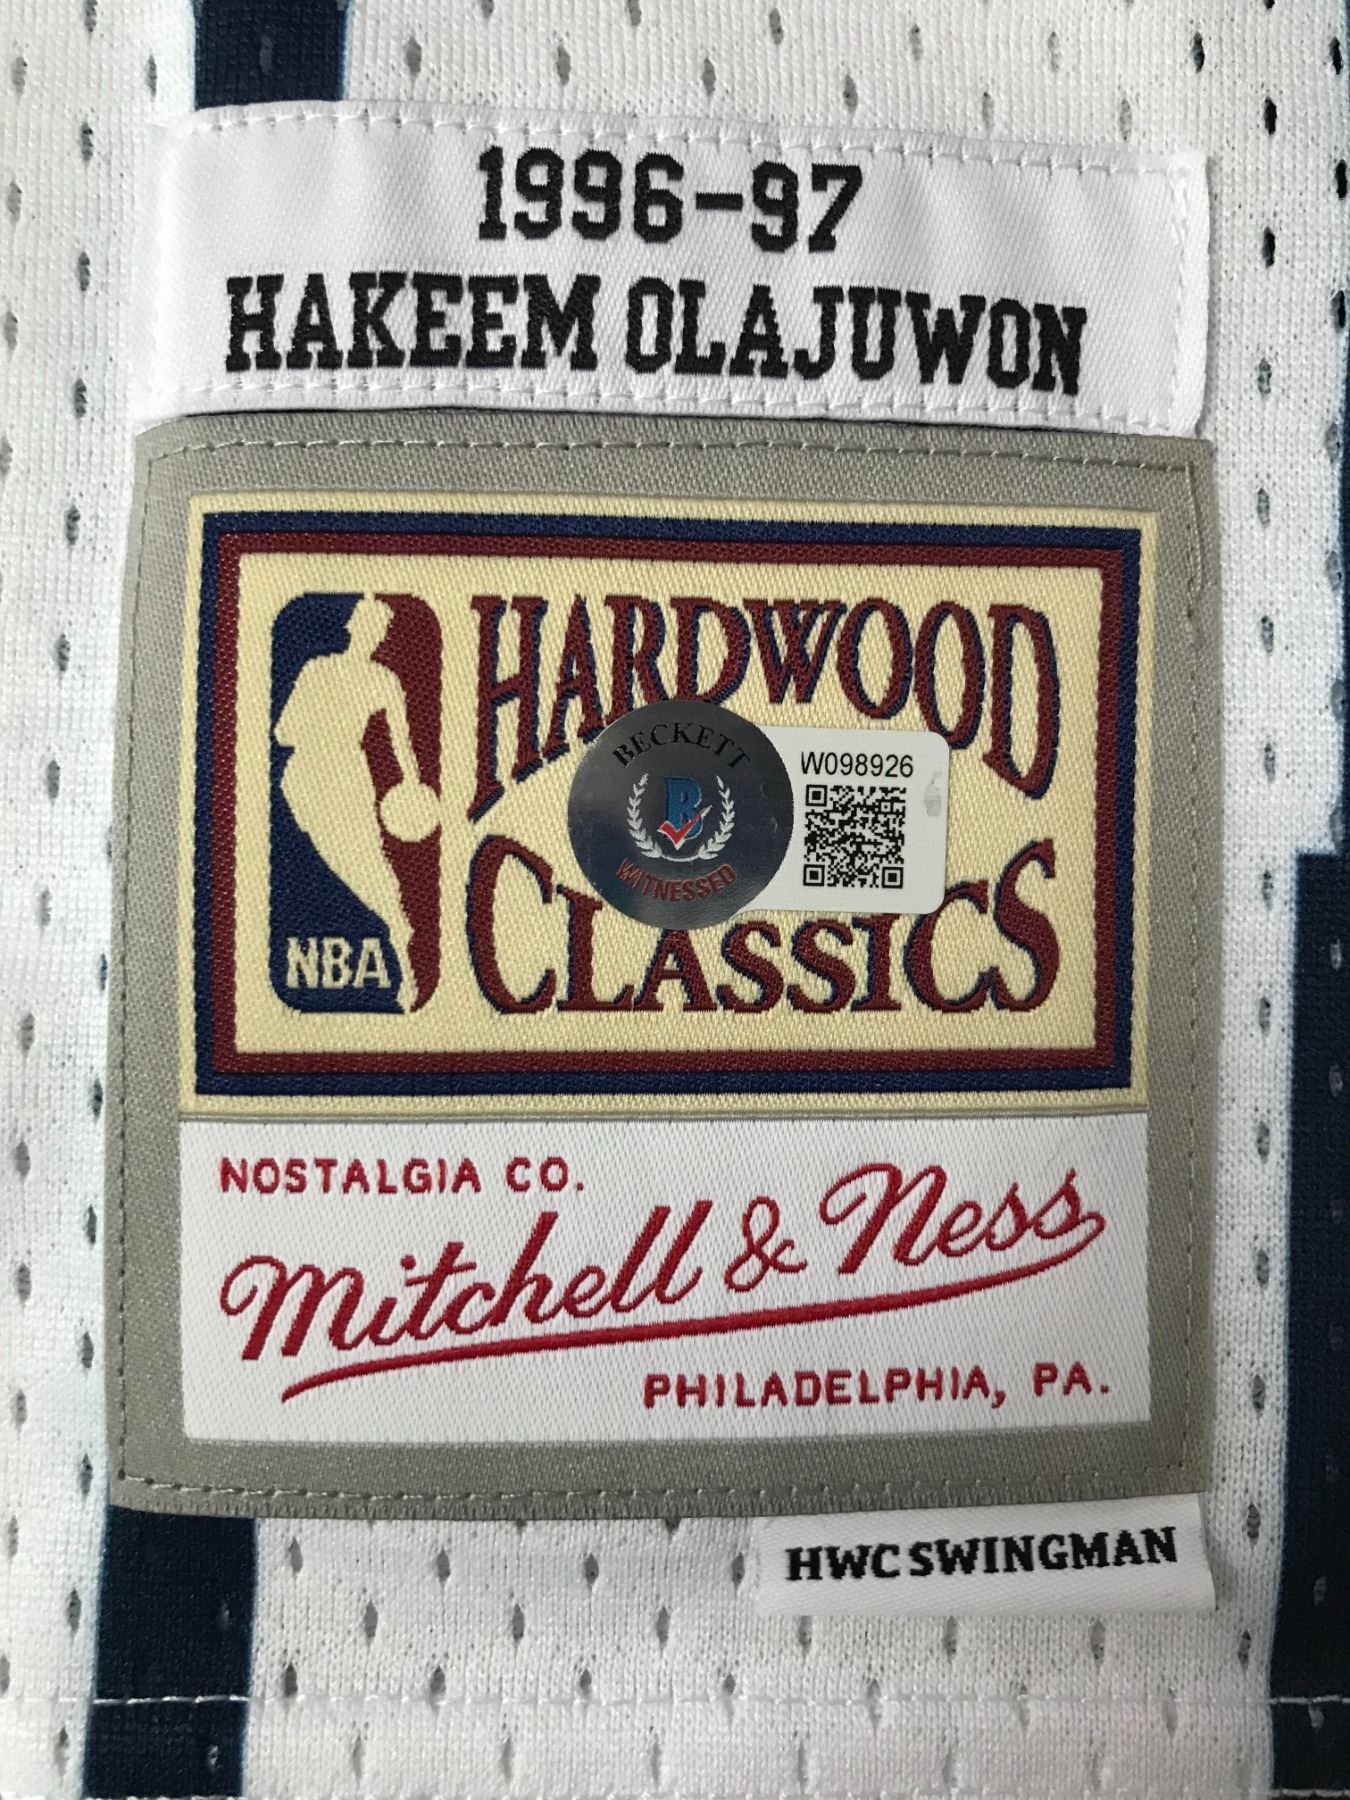 1996-97
HAKEEM OLAJUWON
HARDWOOD
BECKETT
B
WITNESSED
W098926
CLASSICS
NBA
NOSTALGIA CO.
Mitchell & Ness
PHILADELPHIA, PA.
HWC SWINGMAN